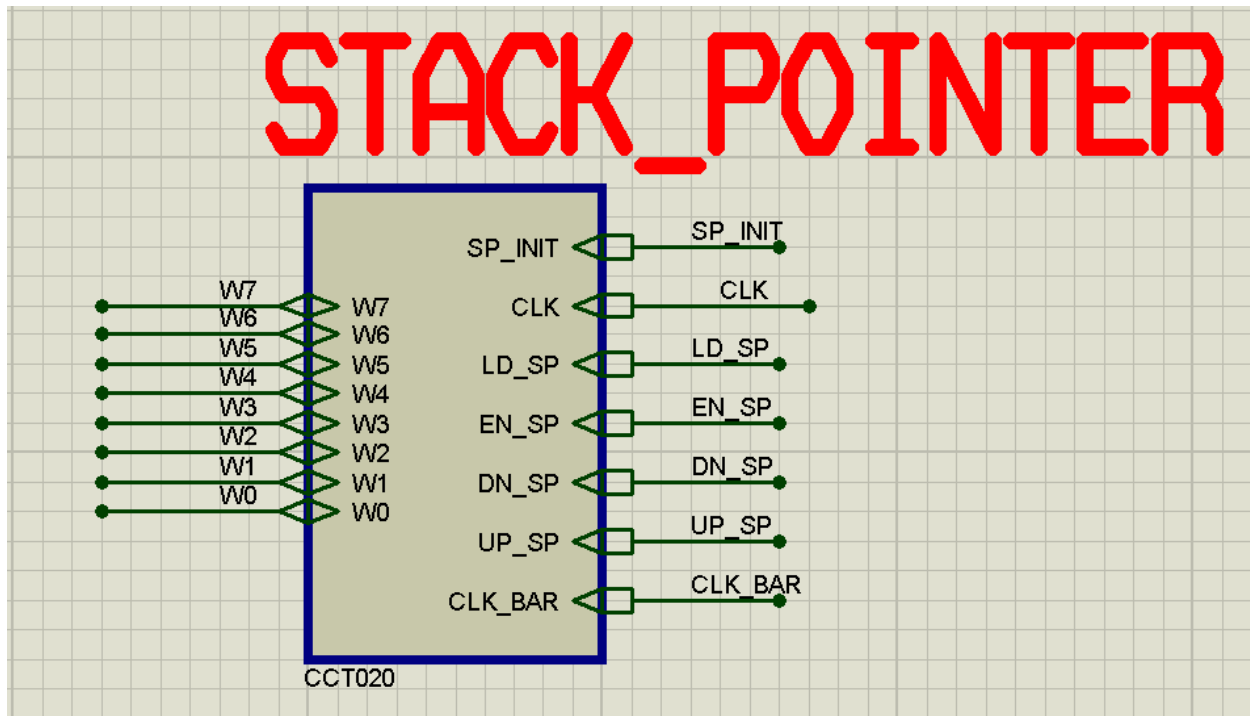 STACK_POINTER
SP_INIT SP_INIT
W7 W7 CLK CLK
W6 W6
W5 W5 LD_SP LD_SP
W4 W4
W3 W3 EN_SP EN_SP
W2 W2
W1 W1 DN_SP DN_SP
W0 W0
UP_SP UP_SP
CLK_BAR CLK_BAR
CCT020